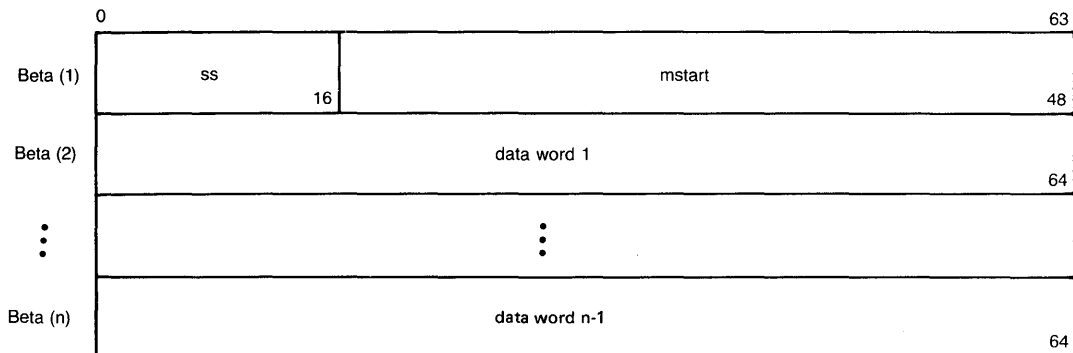 0 63
Beta (1) ss mstart
16 48
Beta (2) data word 1
64
Beta (n) data word n-1
64